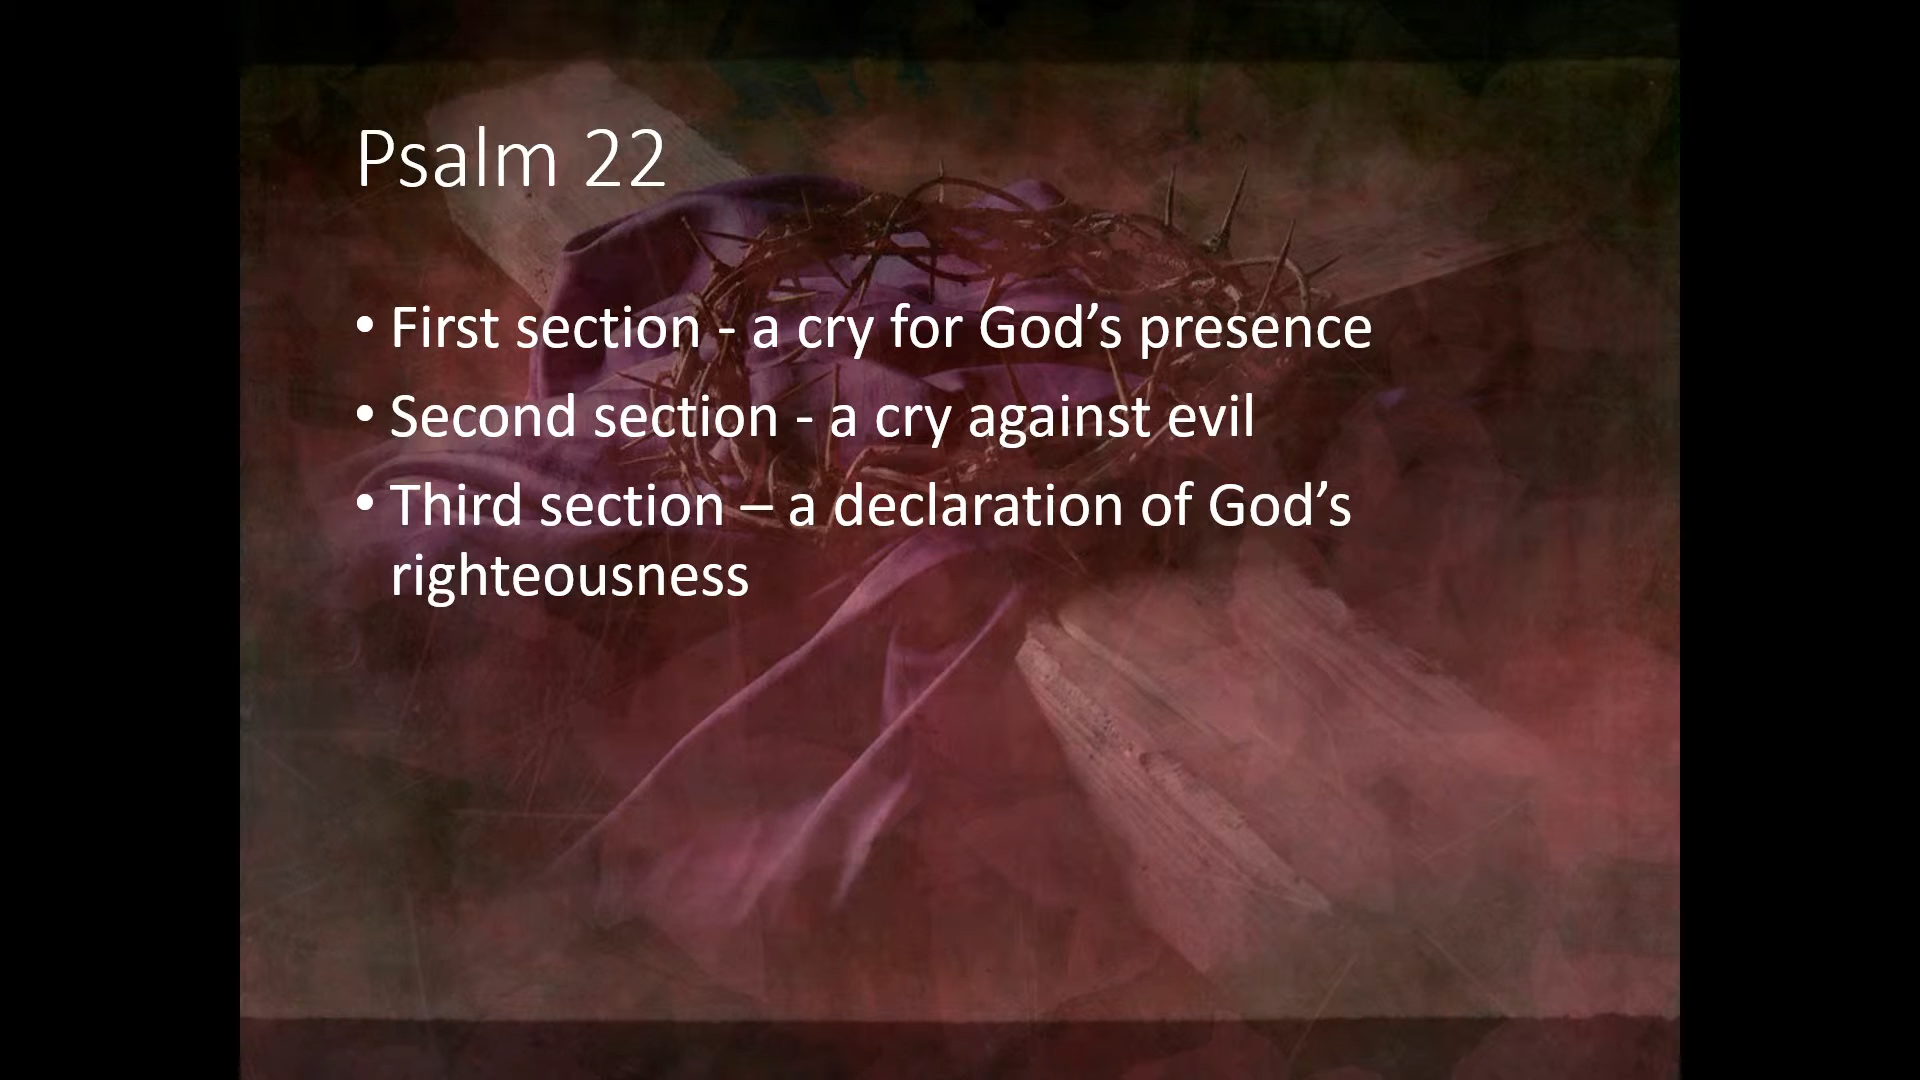 Psalm 22
• First section - a cry for God’s presence
• Second section - a cry against evil
• Third section – a declaration of God’s
righteousness